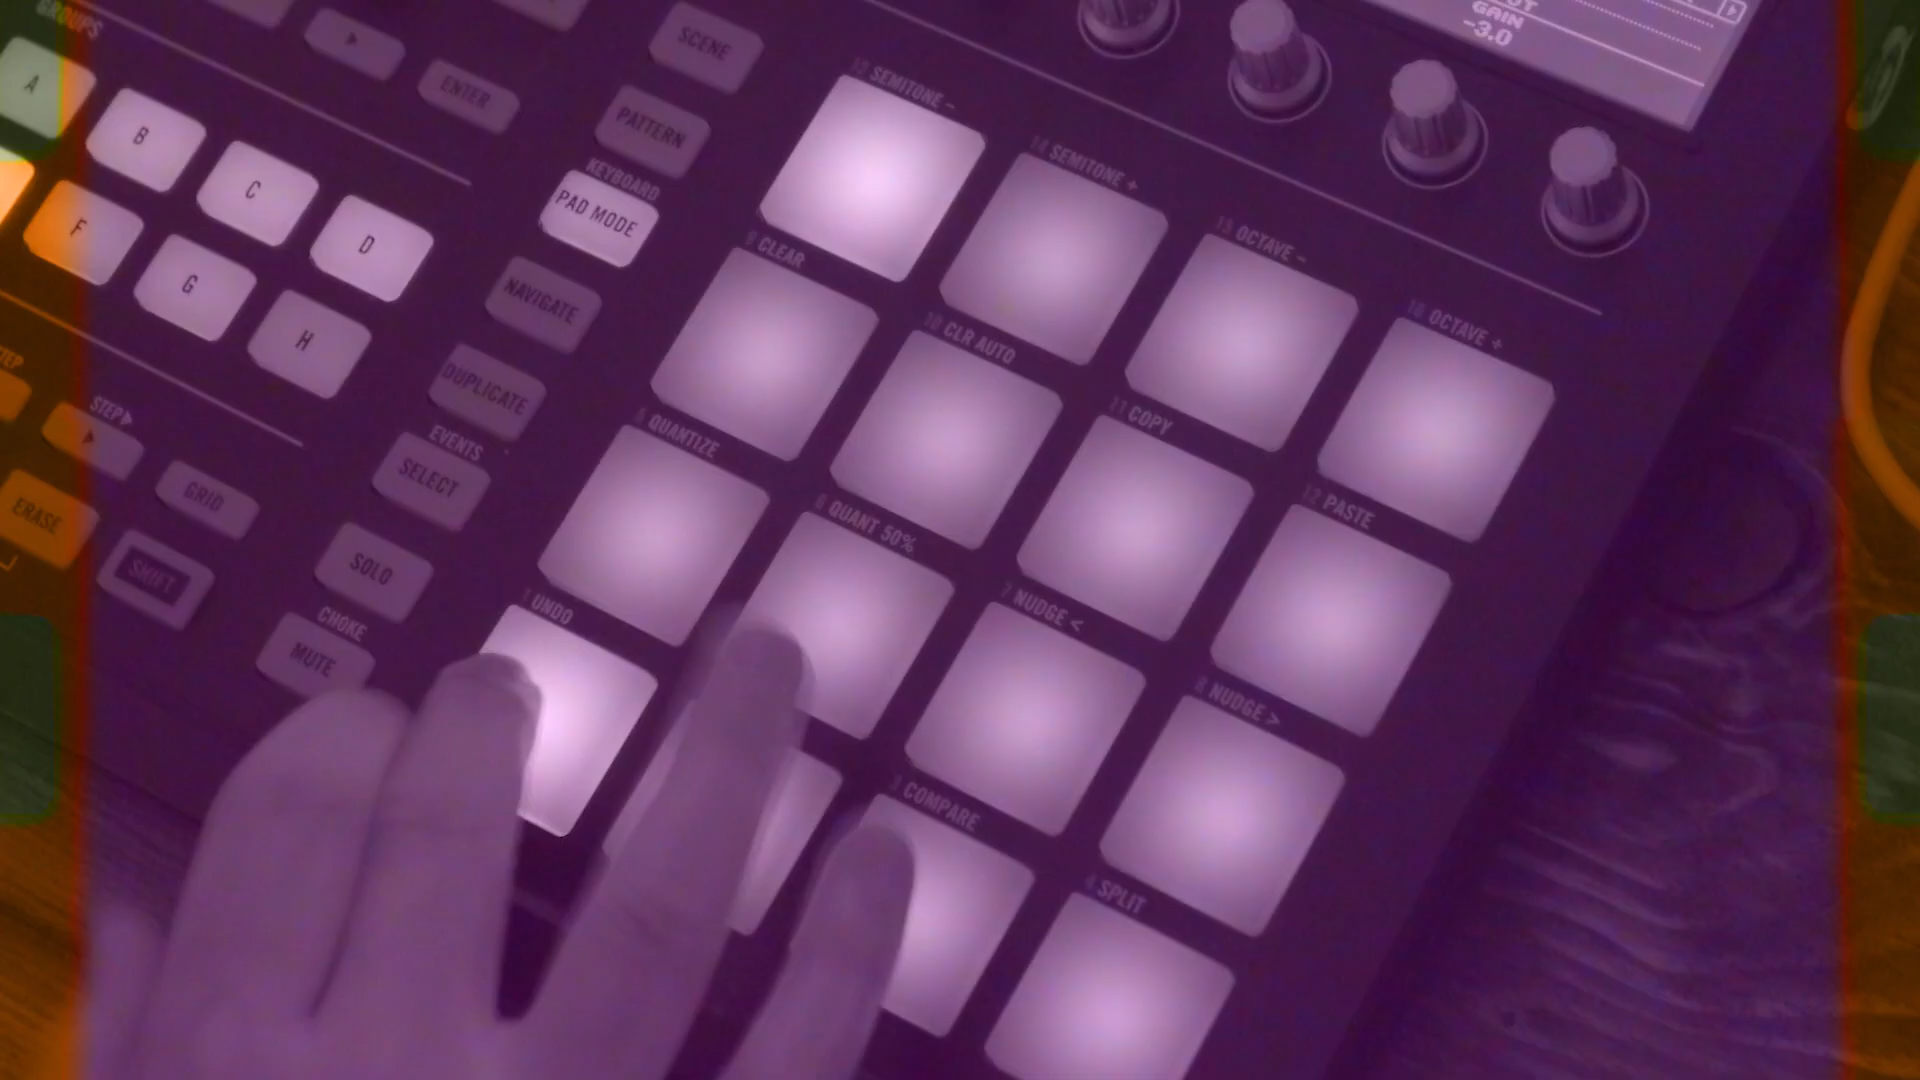 GROUPS
A
B
C
D
F
G
H
ENTER
STEP
STEP▶
GRID
ERASE
SHIFT
SCENE
PATTERN
KEYBOARD
PAD MODE
NAVIGATE
DUPLICATE
EVENTS
SELECT
SOLO
CHOKE
MUTE
GAIN
-3.0
13 SEMITONE -
14 SEMITONE +
15 OCTAVE -
16 OCTAVE +
9 CLEAR
10 CLR AUTO
11 COPY
12 PASTE
5 QUANTIZE
6 QUANT 50%
7 NUDGE <
8 NUDGE >
1 UNDO
3 COMPARE
4 SPLIT